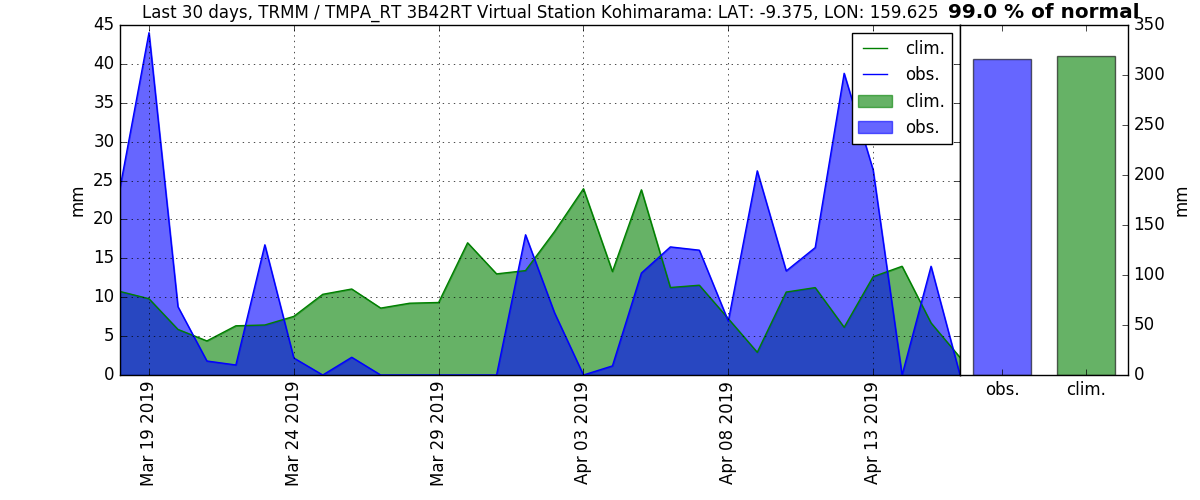 Last 30 days, TRMM / TMPA_RT 3B42RT Virtual Station Kohimarama: LAT: -9.375, LON: 159.625 99.0 % of normal
45
40
35
30
25
20
15
10
5
0
mm
clim.
obs.
clim.
obs.
Mar 19 2019
Mar 24 2019
Mar 29 2019
Apr 03 2019
Apr 08 2019
Apr 13 2019
350
300
250
200
150
100
50
0
mm
obs. clim.